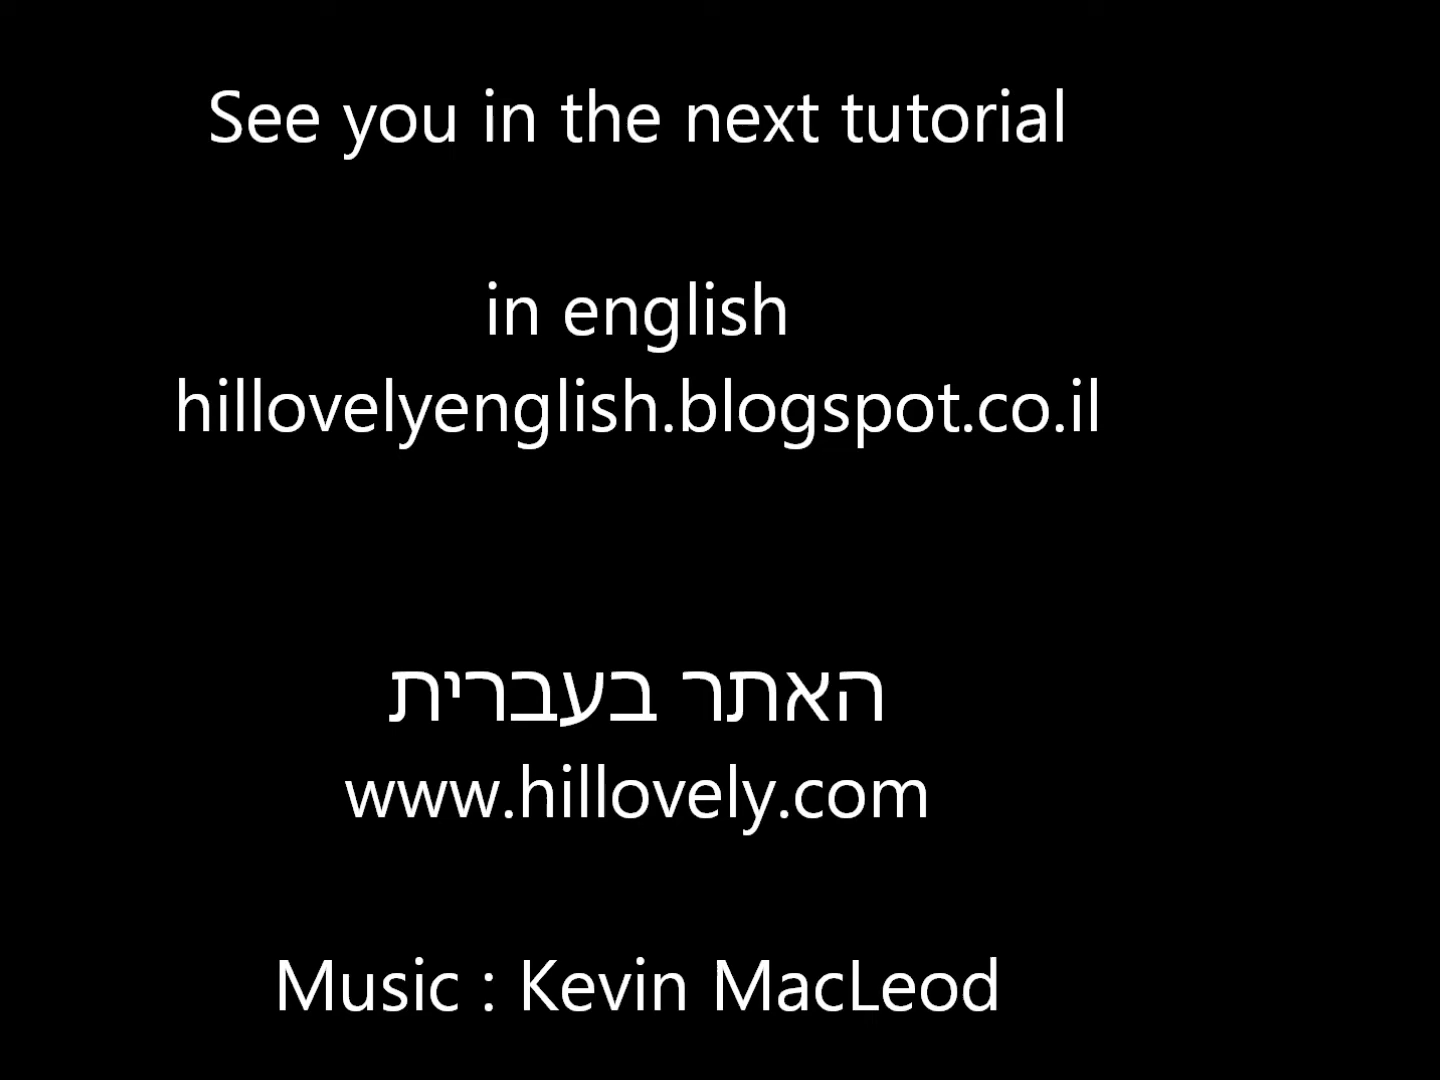 See you in the next tutorial
in english
hillovelyenglish.blogspot.co.il
האתר בעברית
www.hillovely.com
Music : Kevin MacLeod